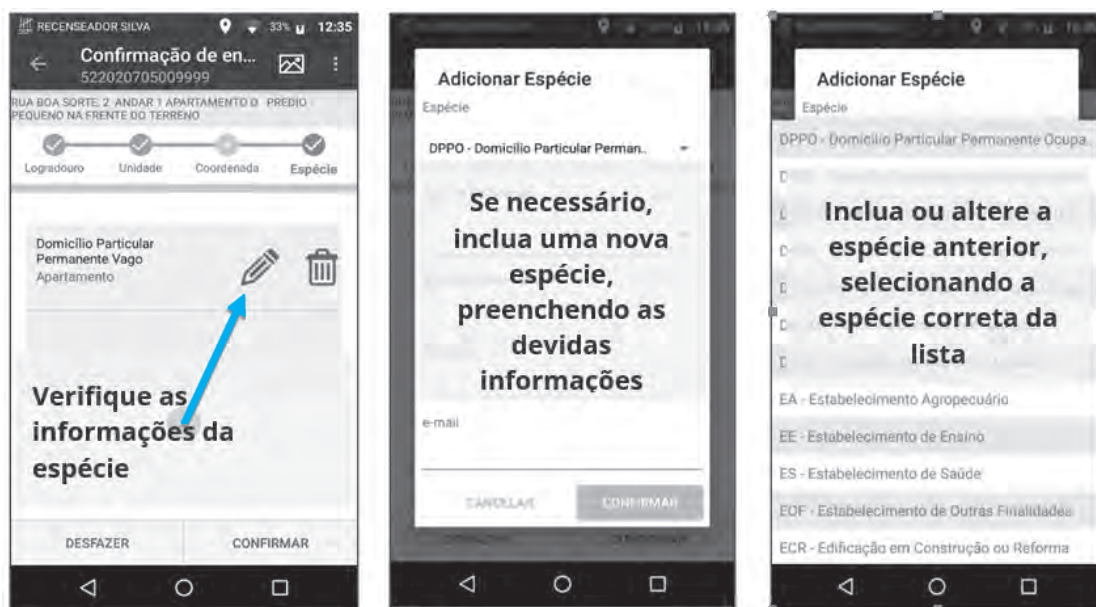 RECENSEADOR SILVA 33% 12:35
Confirmação de en...
522020705009999
RUA BOA SORTE, 2 ANDAR 1 APARTAMENTO 0 PREDIO
PEQUENO NA FRENTE DO TERRENO
Logradouro Unidade Coordenada Espécie
Domicílio Particular
Permanente Vago
Apartamento
Verifique as
informações da
espécie
DESFAZER CONFIRMAR
Adicionar Espécie
Espécie
DPPO - Domicílio Particular Perman..
Se necessário,
inclua uma nova
espécie,
preenchendo as
devidas
informações
e-mail
CANCELAR CONFIRMAR
Adicionar Espécie
Espécie
DPPO - Domicílio Particular Permanente Ocupa..
Inclua ou altere a
espécie anterior,
selecionando a
espécie correta da
lista
EA - Estabelecimento Agropecuário
EE - Estabelecimento de Ensino
ES - Estabelecimento de Saúde
EOF - Estabelecimento de Outras Finalidades
ECR - Edificação em Construção ou Reforma